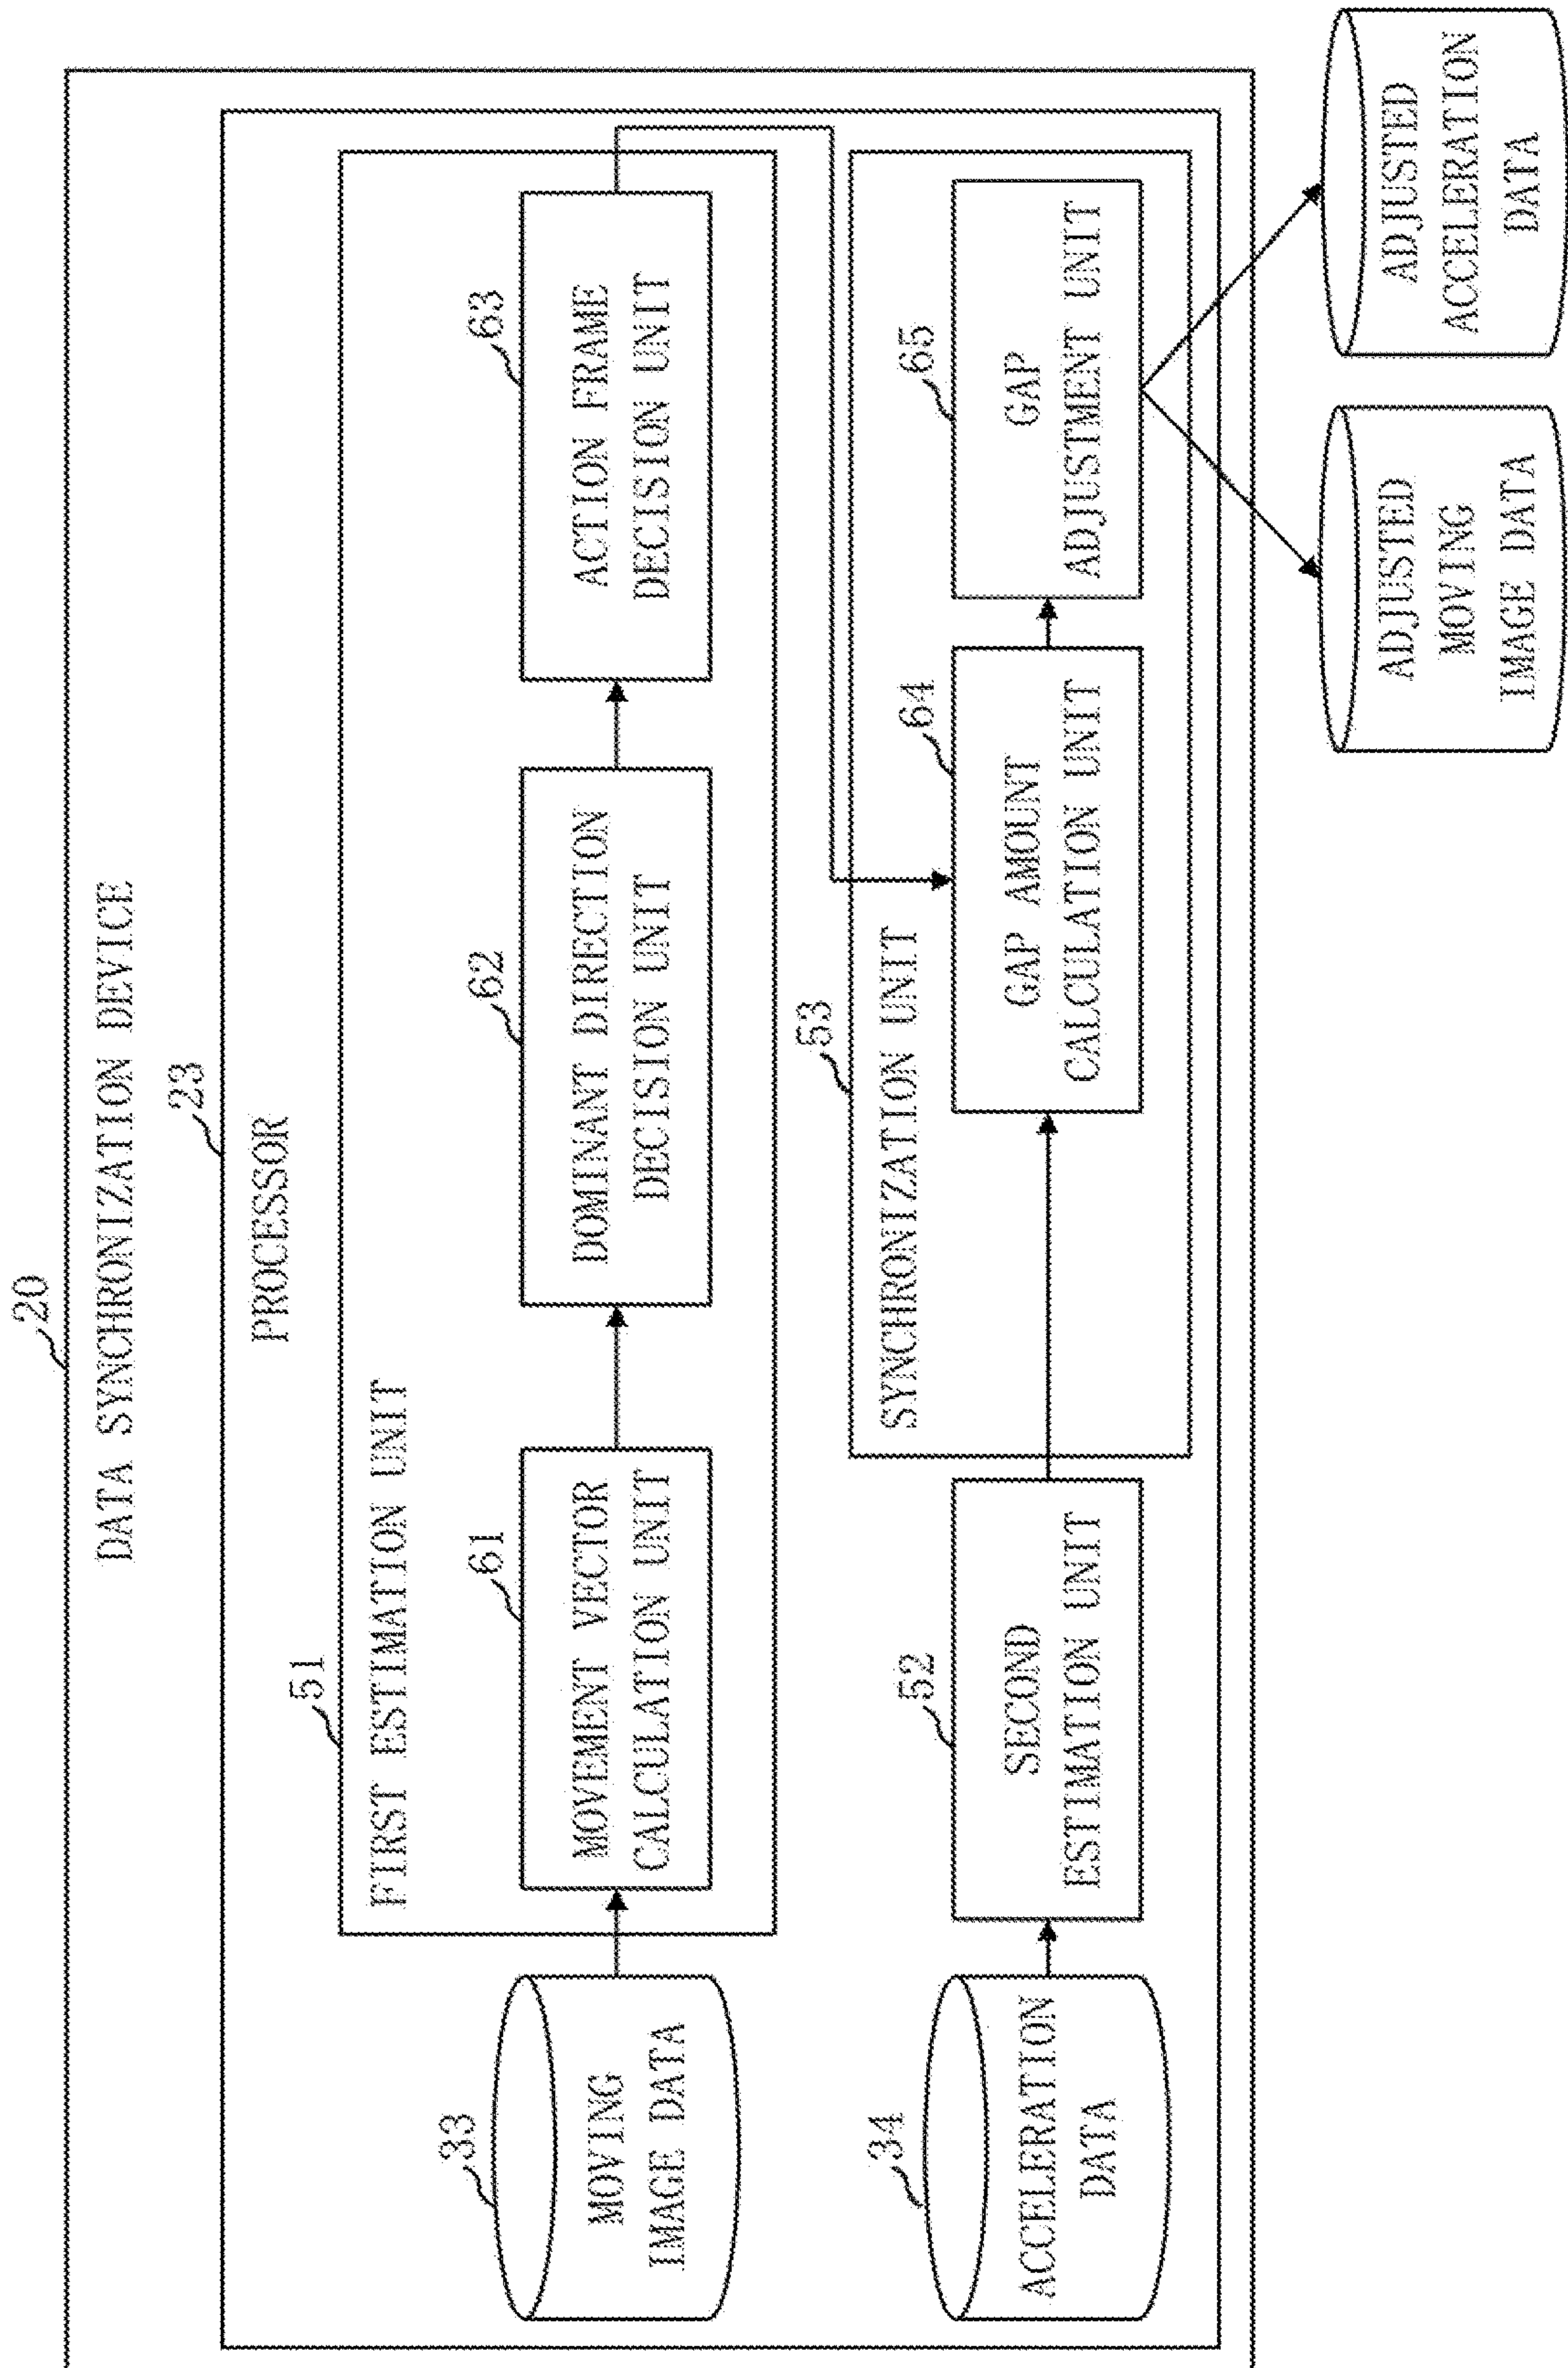 20
DATA SYNCHRONIZATION DEVICE
23
PROCESSOR
51
FIRST ESTIMATION UNIT
33
MOVING
IMAGE DATA
61
MOVEMENT VECTOR
CALCULATION UNIT
62
DOMINANT DIRECTION
DECISION UNIT
63
ACTION FRAME
DECISION UNIT
34
ACCELERATION
DATA
52
SECOND
ESTIMATION UNIT
53
SYNCHRONIZATION UNIT
64
GAP AMOUNT
CALCULATION UNIT
65
GAP
ADJUSTMENT UNIT
ADJUSTED
MOVING
IMAGE DATA
ADJUSTED
ACCELERATION
DATA